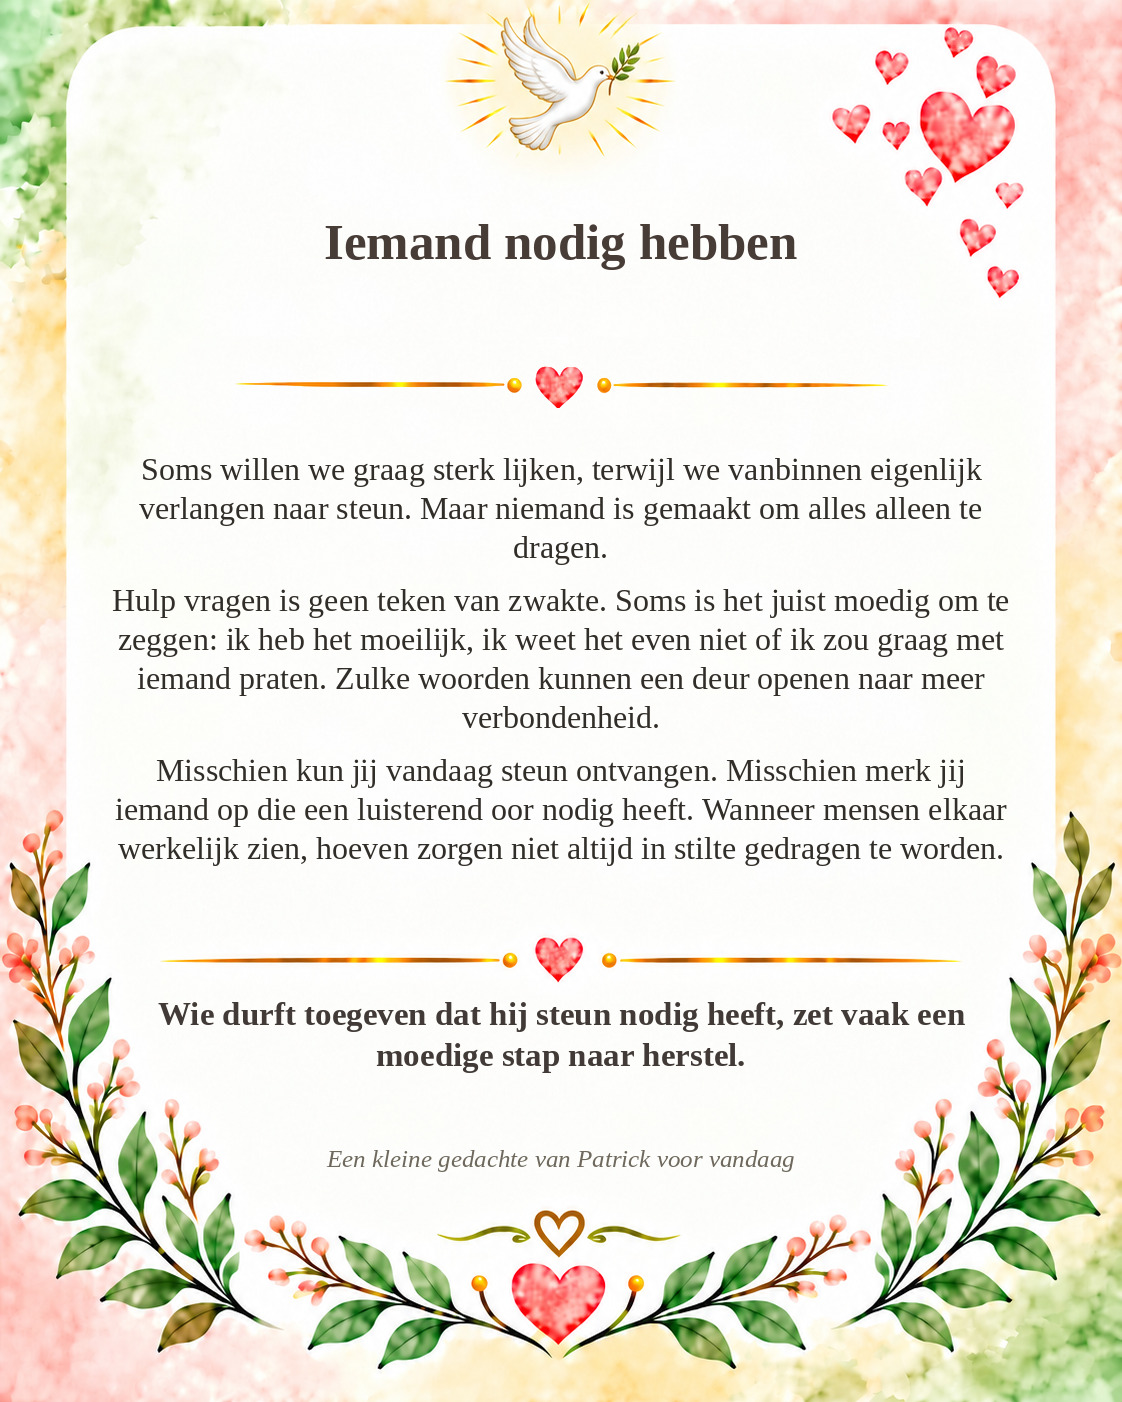 Iemand nodig hebben
Soms willen we graag sterk lijken, terwijl we vanbinnen eigenlijk
verlangen naar steun. Maar niemand is gemaakt om alles alleen te
dragen.
Hulp vragen is geen teken van zwakte. Soms is het juist moedig om te
zeggen: ik heb het moeilijk, ik weet het even niet of ik zou graag met
iemand praten. Zulke woorden kunnen een deur openen naar meer
verbondenheid.
Misschien kun jij vandaag steun ontvangen. Misschien merk jij
iemand op die een luisterend oor nodig heeft. Wanneer mensen elkaar
werkelijk zien, hoeven zorgen niet altijd in stilte gedragen te worden.
Wie durft toegeven dat hij steun nodig heeft, zet vaak een
moedige stap naar herstel.
Een kleine gedachte van Patrick voor vandaag